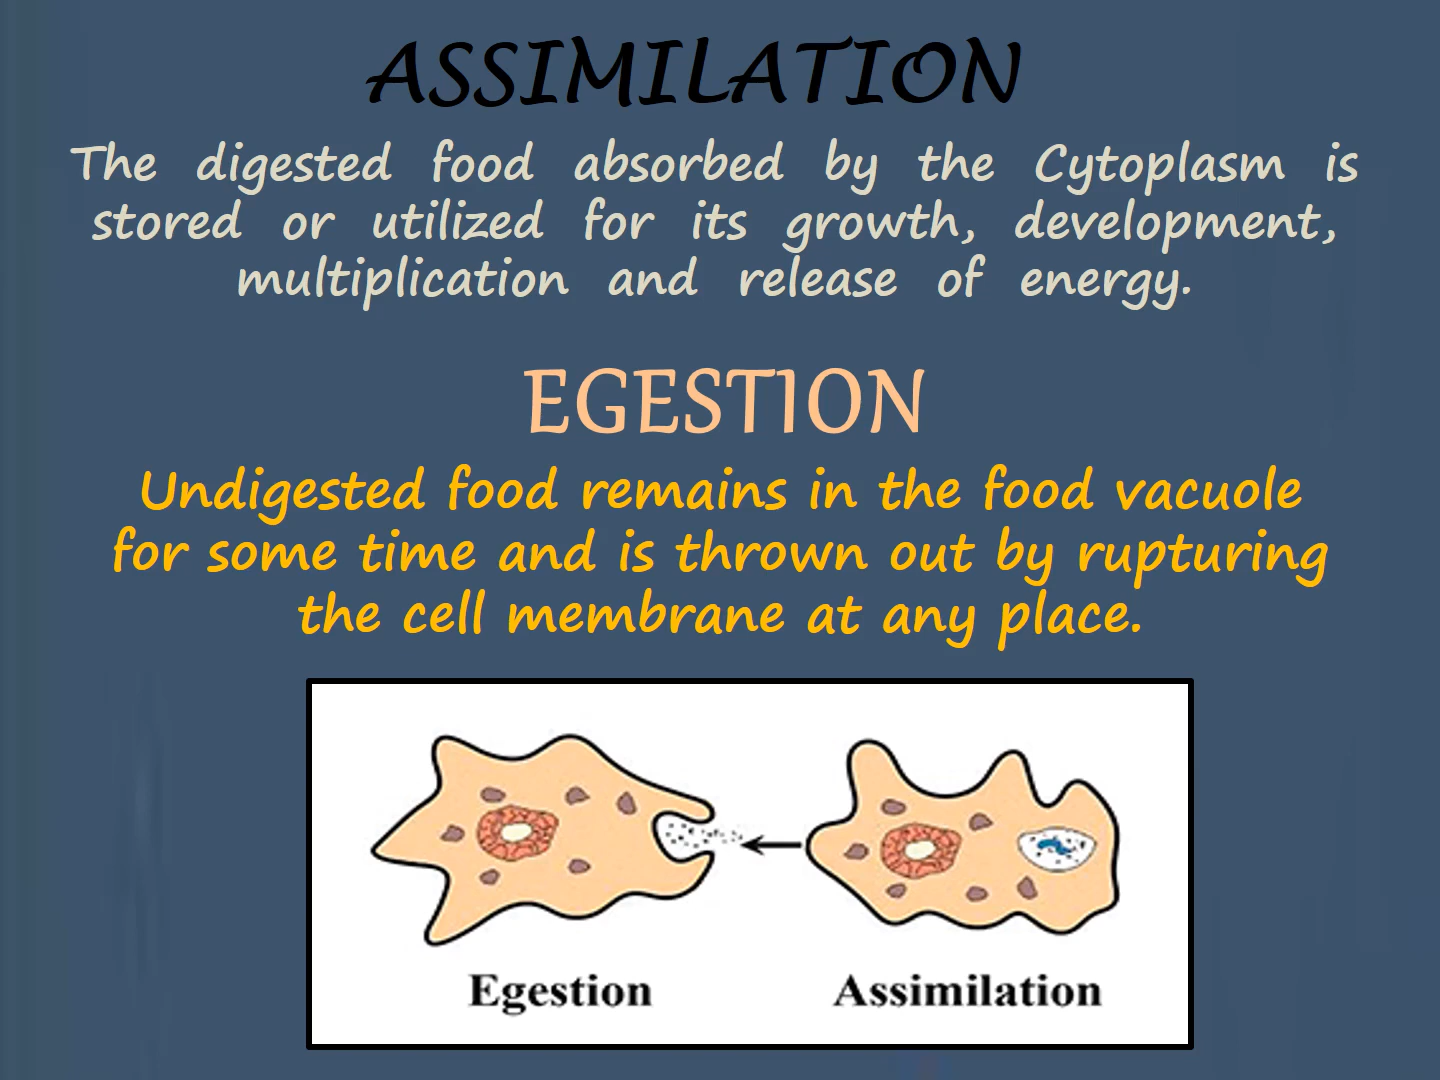 ASSIMILATION
The digested food absorbed by the Cytoplasm is
stored or utilized for its growth, development,
multiplication and release of energy.
EGESTION
Undigested food remains in the food vacuole
for some time and is thrown out by rupturing
the cell membrane at any place.
Egestion
Assimilation